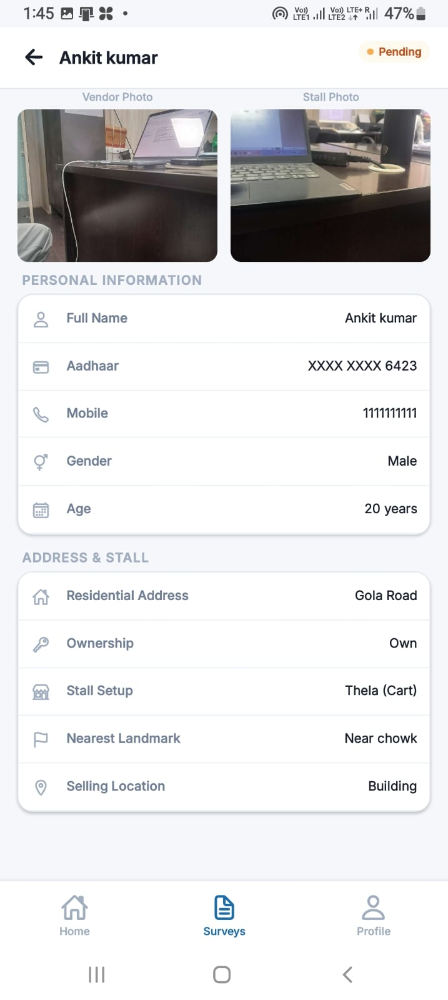 1:45
Vo)) LTE1 Vo)) LTE+ R LTE2 47%
Ankit kumar
Pending
Vendor Photo Stall Photo
PERSONAL INFORMATION
Full Name Ankit kumar
Aadhaar XXXX XXXX 6423
Mobile 1111111111
Gender Male
Age 20 years
ADDRESS & STALL
Residential Address Gola Road
Ownership Own
Stall Setup Thela (Cart)
Nearest Landmark Near chowk
Selling Location Building
Home Surveys Profile